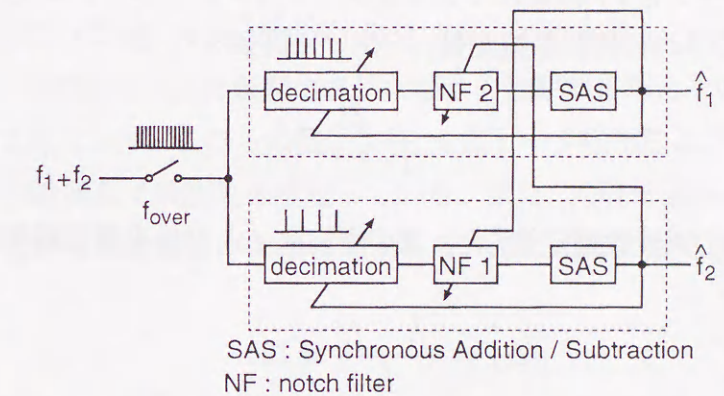 decimation NF 2 SAS f̂1
f1+f2
fover
decimation NF 1 SAS f̂2
SAS : Synchronous Addition / Subtraction
NF : notch filter